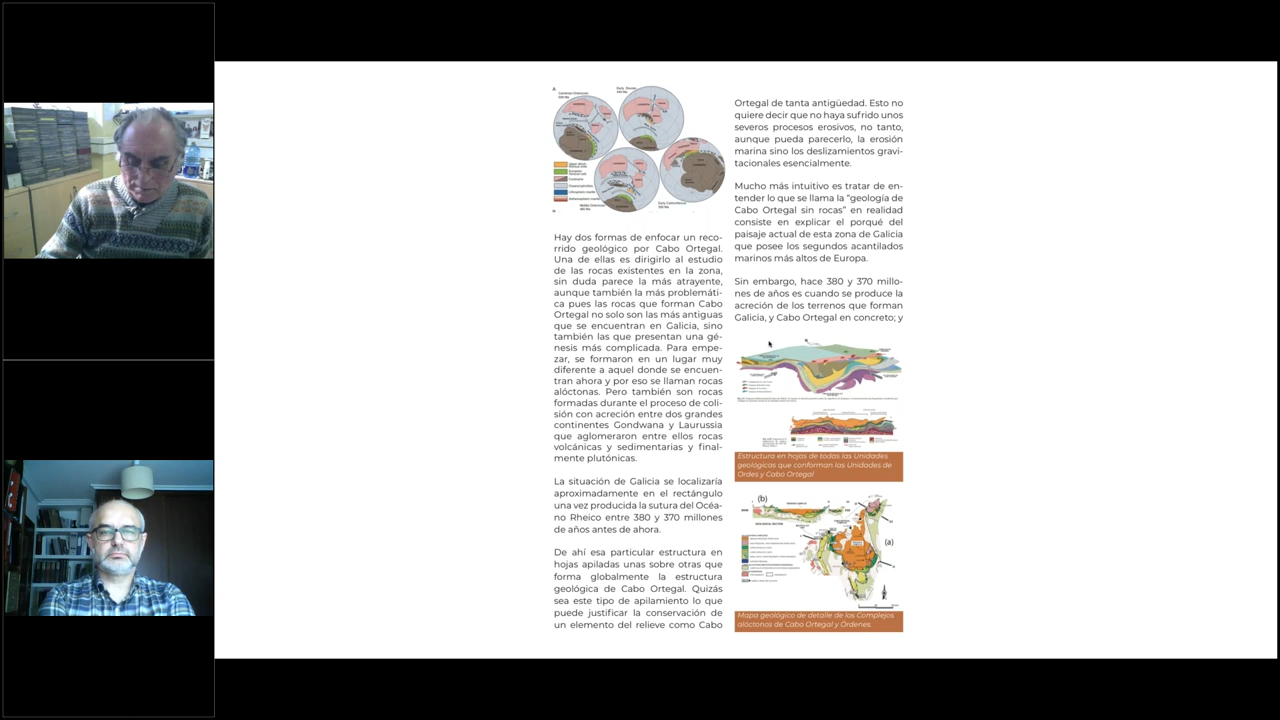 Hay dos formas de enfocar un reco-
rrido geológico por Cabo Ortegal.
Una de ellas es dirigirlo al estudio
de las rocas existentes en la zona,
sin duda parece la más atrayente,
aunque también la más problemáti-
ca pues las rocas que forman Cabo
Ortegal no solo son las más antiguas
que se encuentran en Galicia, sino
también las que presentan una gé-
nesis más complicada. Para empe-
zar, se formaron en un lugar muy
diferente a aquel donde se encuen-
tran ahora y por eso se llaman rocas
alóctonas. Pero también son rocas
formadas durante el proceso de coli-
sión con acreción entre dos grandes
continentes Gondwana y Laurussia
que aglomeraron entre ellos rocas
volcánicas y sedimentarias y final-
mente plutónicas.
La situación de Galicia se localizaría
aproximadamente en el rectángulo
una vez producida la sutura del Océa-
no Rheico entre 380 y 370 millones
de años antes de ahora.
De ahí esa particular estructura en
hojas apiladas unas sobre otras que
forma globalmente la estructura
geológica de Cabo Ortegal. Quizás
sea este tipo de apilamiento lo que
puede justificar la conservación de
un elemento del relieve como Cabo
Ortegal de tanta antigüedad. Esto no
quiere decir que no haya sufrido unos
severos procesos erosivos, no tanto,
aunque pueda parecerlo, la erosión
marina sino los deslizamientos gravi-
tacionales esencialmente.
Mucho más intuitivo es tratar de en-
tender lo que se llama la “geología de
Cabo Ortegal sin rocas” en realidad
consiste en explicar el porqué del
paisaje actual de esta zona de Galicia
que posee los segundos acantilados
marinos más altos de Europa.
Sin embargo, hace 380 y 370 millo-
nes de años es cuando se produce la
acreción de los terrenos que forman
Galicia, y Cabo Ortegal en concreto; y
Estructura en hojas de todas las Unidades
geológicas que conforman las Unidades de
Ordes y Cabo Ortegal
(b)
(a)
Mapa geológico de detalle de los Complejos
alóctonos de Cabo Ortegal y Órdenes.